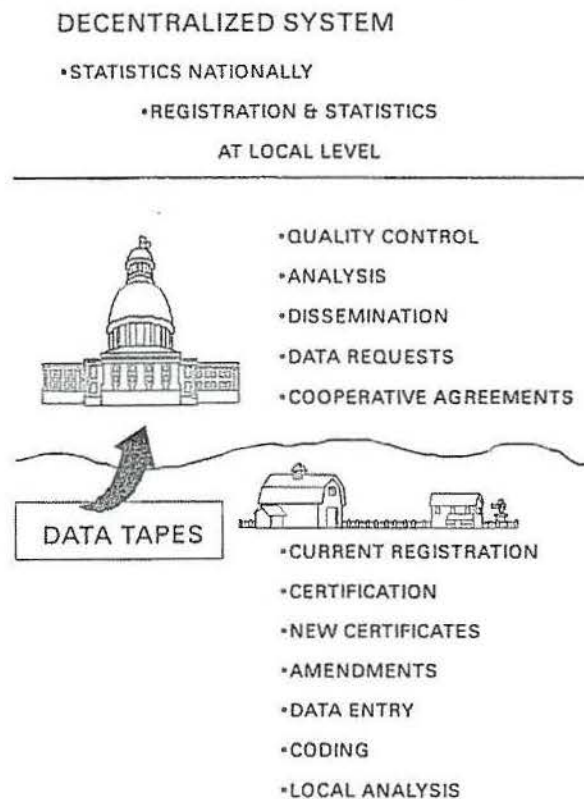 DECENTRALIZED SYSTEM
•STATISTICS NATIONALLY
•REGISTRATION & STATISTICS
AT LOCAL LEVEL
•QUALITY CONTROL
•ANALYSIS
•DISSEMINATION
•DATA REQUESTS
•COOPERATIVE AGREEMENTS
DATA TAPES
•CURRENT REGISTRATION
•CERTIFICATION
•NEW CERTIFICATES
•AMENDMENTS
•DATA ENTRY
•CODING
•LOCAL ANALYSIS